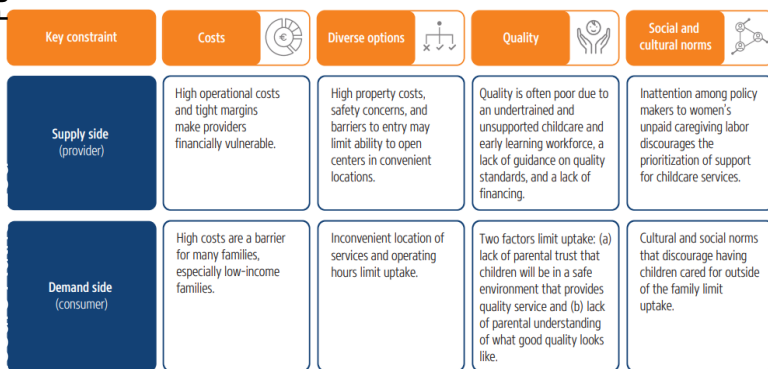 Key constraint
Costs
€
Diverse options
Quality
Social and
cultural norms
Supply side
(provider)
High operational costs
and tight margins
make providers
financially vulnerable.
High property costs,
safety concerns, and
barriers to entry may
limit ability to open
centers in convenient
locations.
Quality is often poor due to
an undertrained and
unsupported childcare and
early learning workforce, a
lack of guidance on quality
standards, and a lack of
financing.
Inattention among policy
makers to women's
unpaid caregiving labor
discourages the
prioritization of support
for childcare services.
Demand side
(consumer)
High costs are a barrier
for many families,
especially low-income
families.
Inconvenient location of
services and operating
hours limit uptake.
Two factors limit uptake: (a)
lack of parental trust that
children will be in a safe
environment that provides
quality service and (b) lack
of parental understanding
of what good quality looks
like.
Cultural and social norms
that discourage having
children cared for outside
of the family limit
uptake.